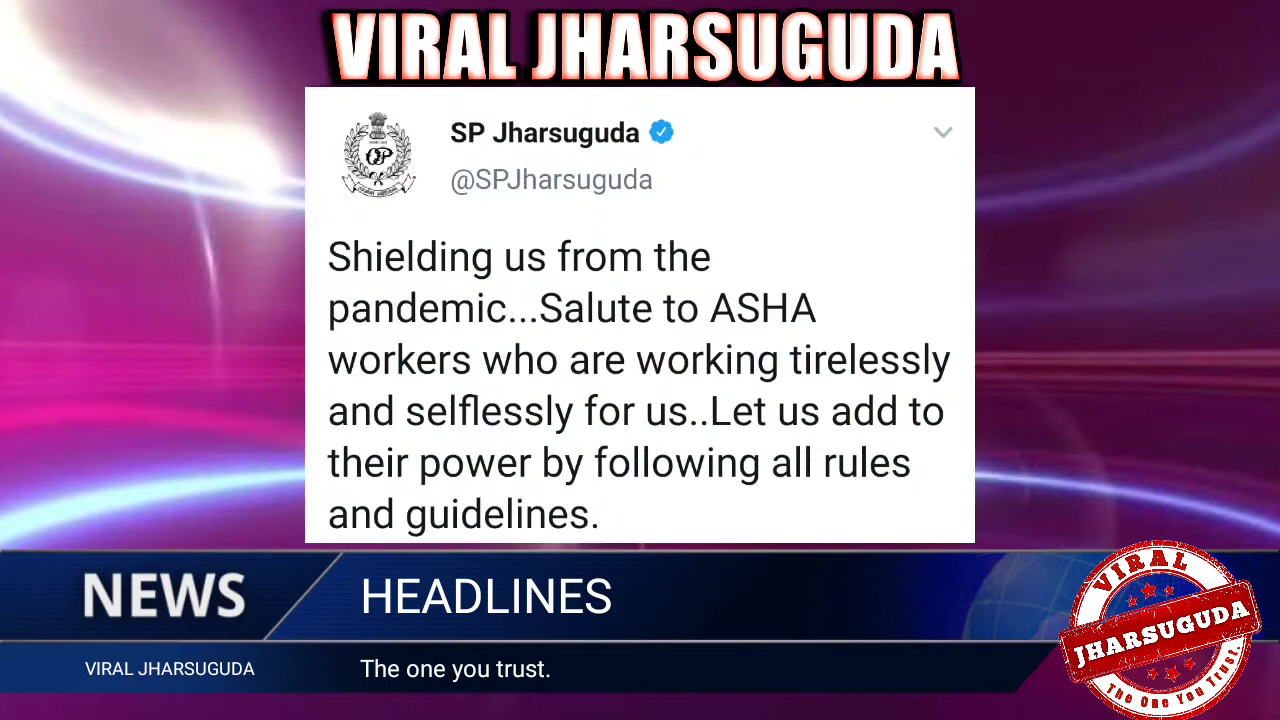 VIRAL JHARSUGUDA
SP Jharsuguda
@SPJharsuguda
Shielding us from the
pandemic...Salute to ASHA
workers who are working tirelessly
and selflessly for us..Let us add to
their power by following all rules
and guidelines.
NEWS
HEADLINES
VIRAL JHARSUGUDA
The one you trust.
VIRAL
JHARSUGUDA
The One You Trust.